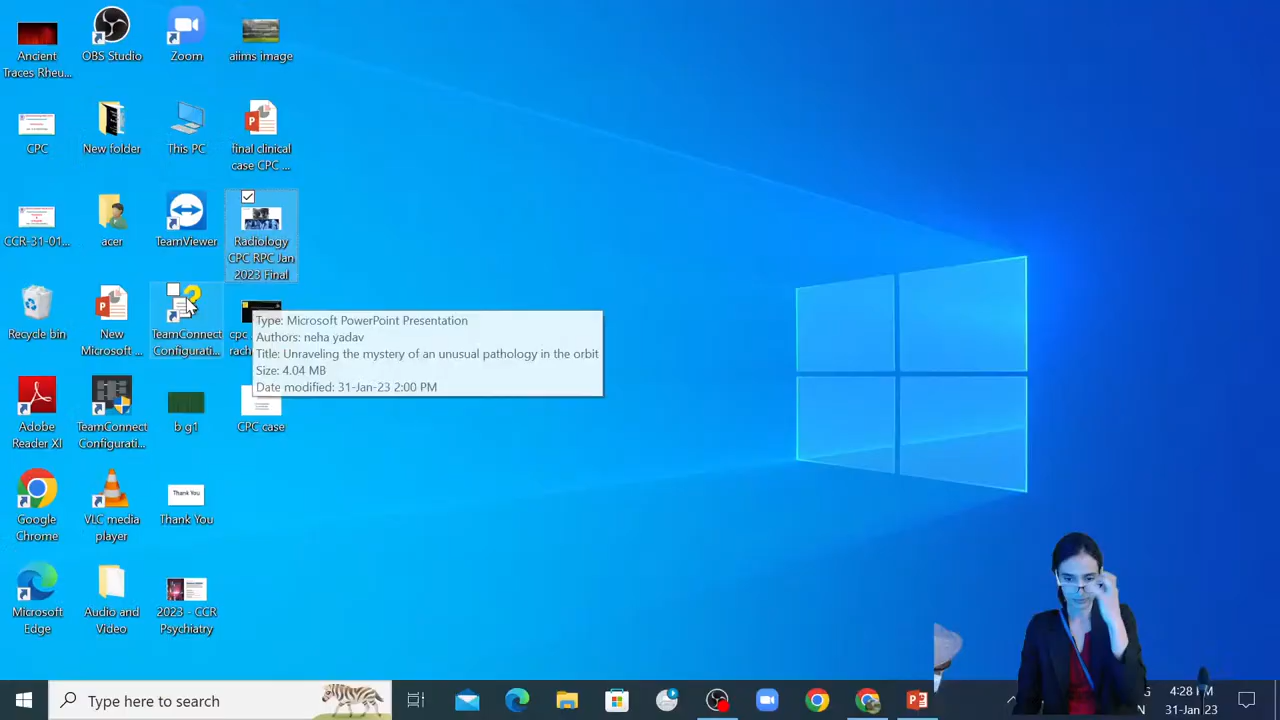 Ancient
Traces Rheu...
OBS Studio
Zoom
aiims image
CPC
New folder
This PC
final clinical
case CPC ...
CCR-31-01...
acer
TeamViewer
Radiology
CPC RPC Jan
2023 Final
Recycle bin
New
Microsoft ...
TeamConnect
Configurati...
cpc
rach
Type: Microsoft PowerPoint Presentation
Authors: neha yadav
Title: Unraveling the mystery of an unusual pathology in the orbit
Size: 4.04 MB
Date modified: 31-Jan-23 2:00 PM
Adobe
Reader XI
TeamConnect
Configurati...
b g1
CPC case
Google
Chrome
VLC media
player
Thank You
Thank You
Microsoft
Edge
Audio and
Video
2023 - CCR
Psychiatry
Type here to search
4:28 PM
31-Jan-23